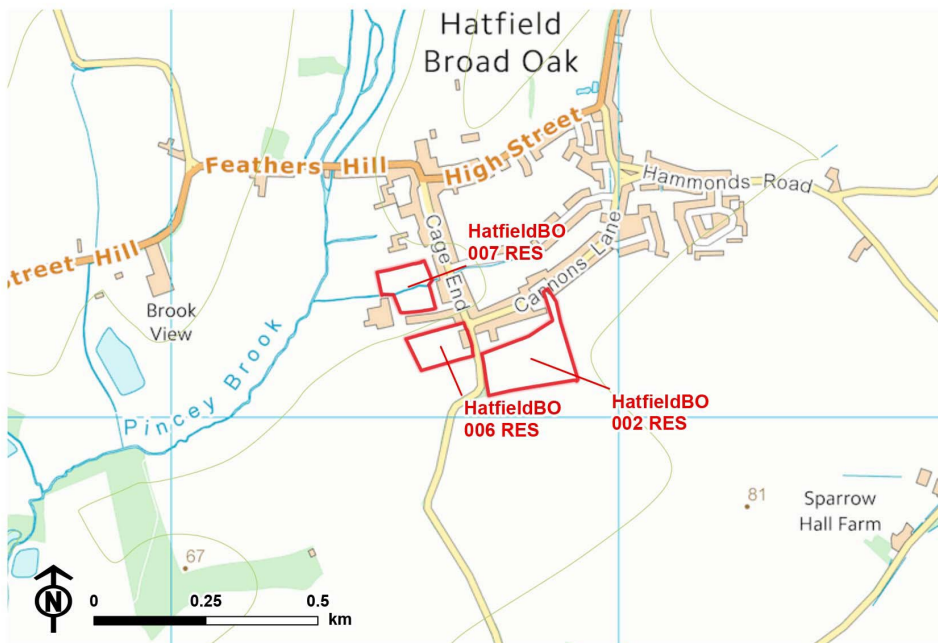 Hatfield
Broad Oak
Feathers Hill
High Street
Hammonds Road
Cage End
Cannons Lane
HatfieldBO
007 RES
Street Hill
Brook
View
Pincey Brook
HatfieldBO
006 RES
HatfieldBO
002 RES
81
Sparrow
Hall Farm
67
N
0 0.25 0.5
km